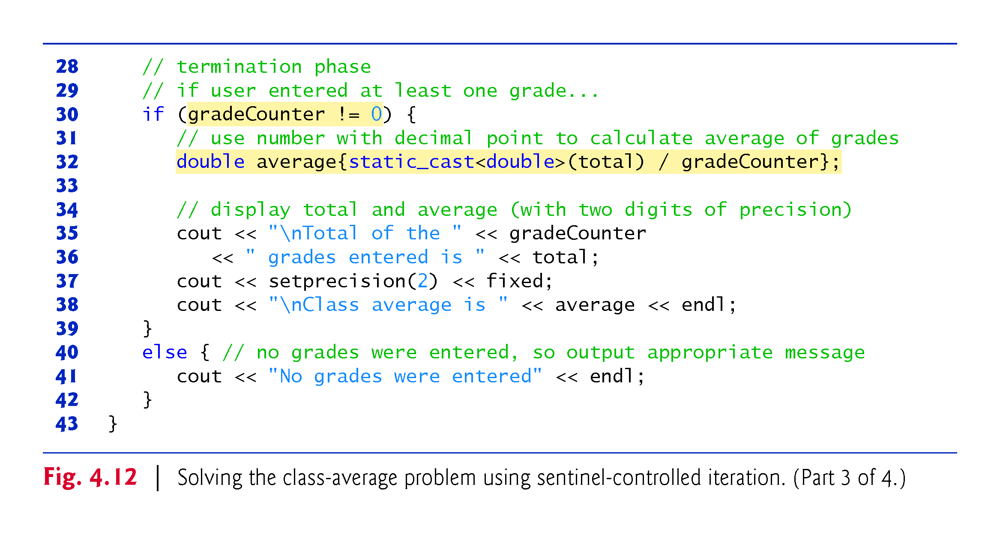 28 // termination phase
29 // if user entered at least one grade...
30 if (gradeCounter != 0) {
31 // use number with decimal point to calculate average of grades
32 double average{static_cast<double>(total) / gradeCounter};
33
34 // display total and average (with two digits of precision)
35 cout << "\nTotal of the " << gradeCounter
36 << " grades entered is " << total;
37 cout << setprecision(2) << fixed;
38 cout << "\nClass average is " << average << endl;
39 }
40 else { // no grades were entered, so output appropriate message
41 cout << "No grades were entered" << endl;
42 }
43 }
Fig. 4.12 | Solving the class-average problem using sentinel-controlled iteration. (Part 3 of 4.)